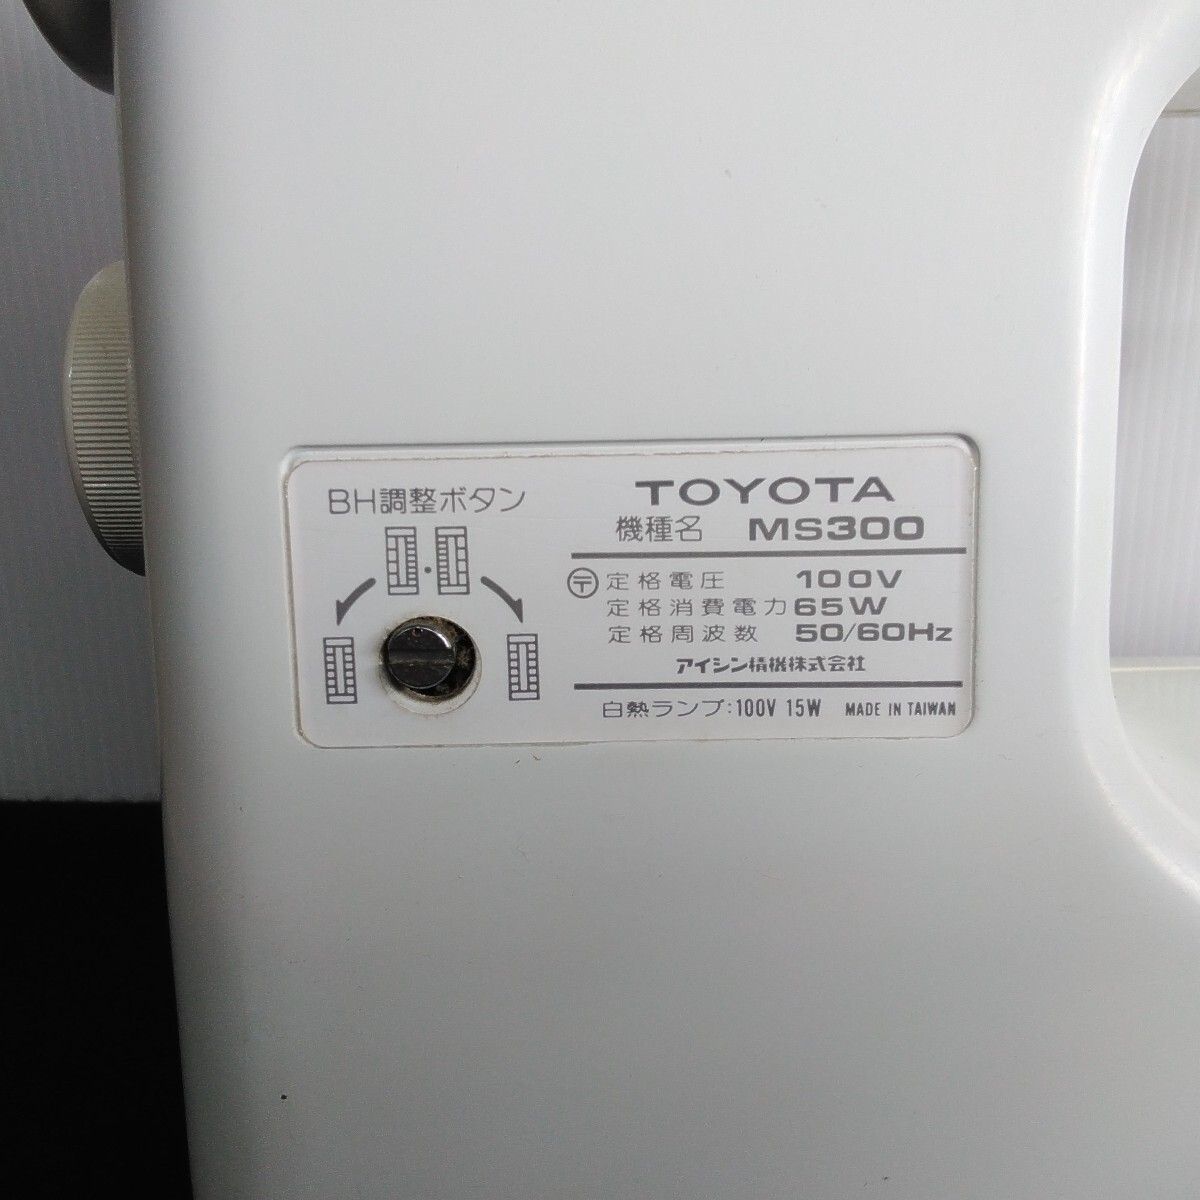 BH調整ボタン
TOYOTA
機種名 MS300
〒定格電圧 100V
定格消費電力 65W
定格周波数 50/60Hz
アイシン精機株式会社
白熱ランプ:100V 15W MADE IN TAIWAN